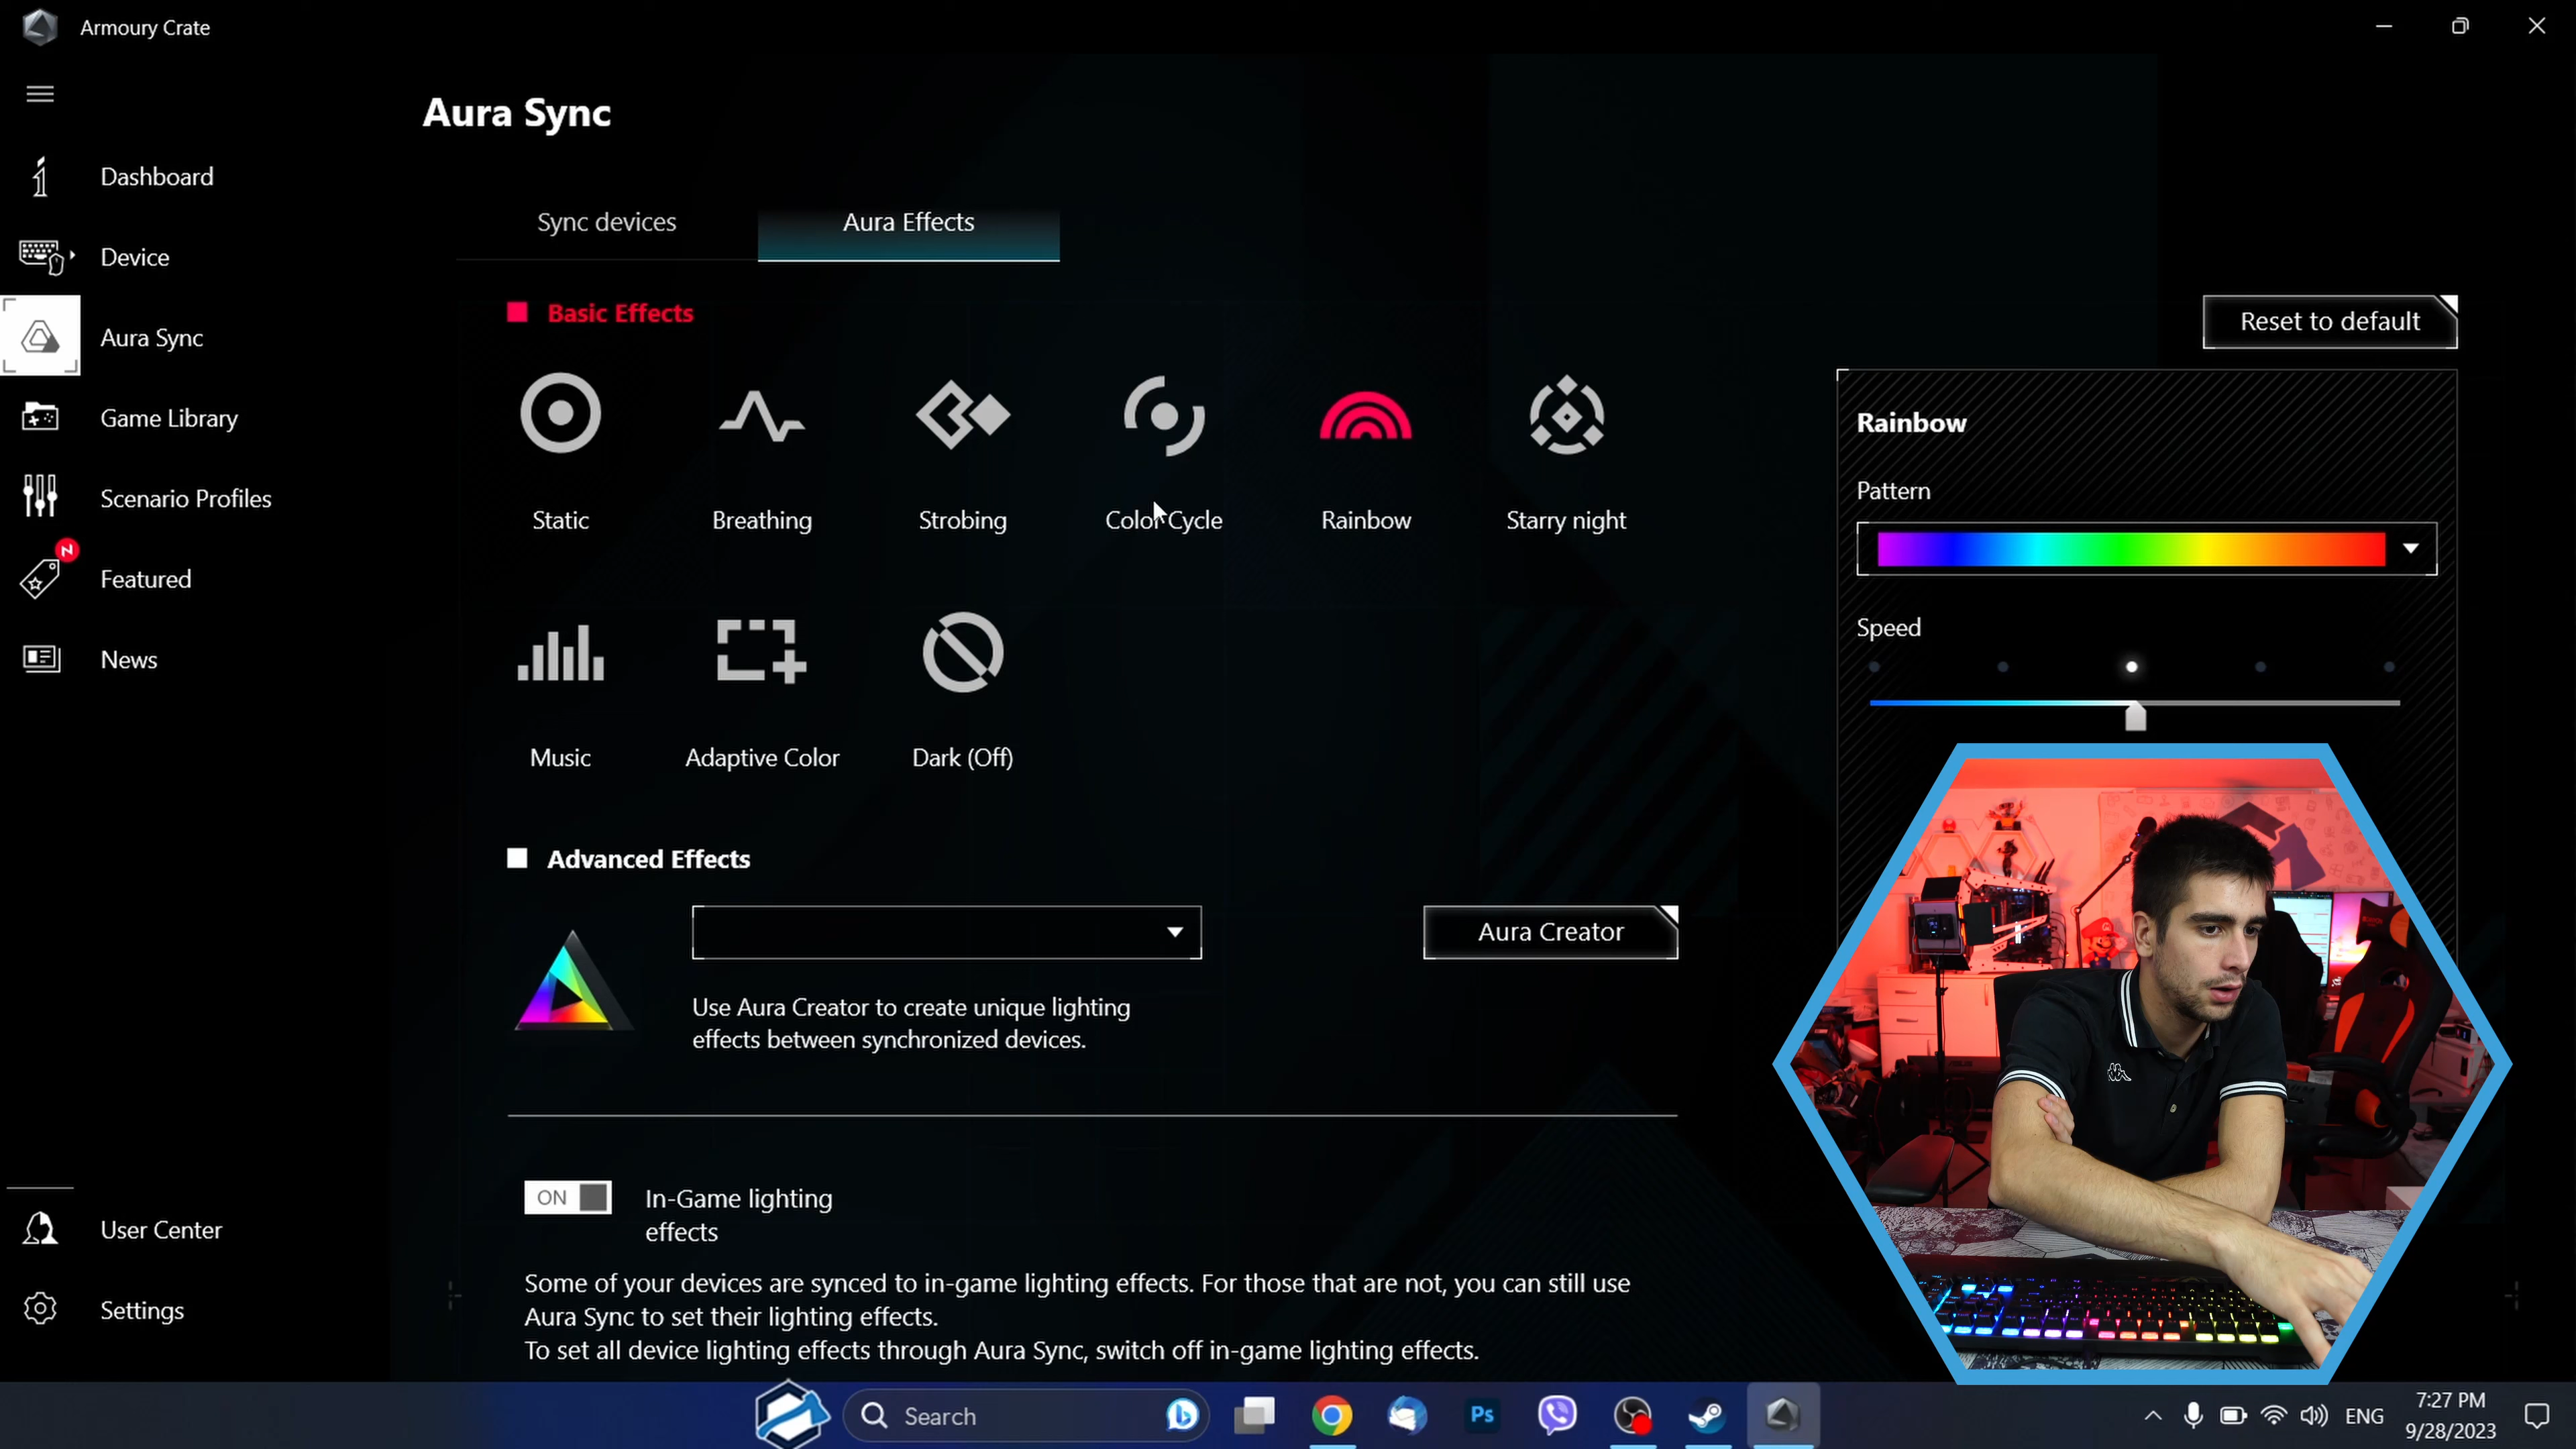 Armoury Crate
Aura Sync
Dashboard
Device
Aura Sync
Game Library
Scenario Profiles
Featured
News
User Center
Settings
Sync devices
Aura Effects
Basic Effects
Reset to default
Static
Breathing
Strobing
Color Cycle
Rainbow
Starry night
Music
Adaptive Color
Dark (Off)
Rainbow
Pattern
Speed
Advanced Effects
Aura Creator
Use Aura Creator to create unique lighting
effects between synchronized devices.
ON
In-Game lighting
effects
Some of your devices are synced to in-game lighting effects. For those that are not, you can still use
Aura Sync to set their lighting effects.
To set all device lighting effects through Aura Sync, switch off in-game lighting effects.
Search
Ps
ENG
7:27 PM
9/28/2023